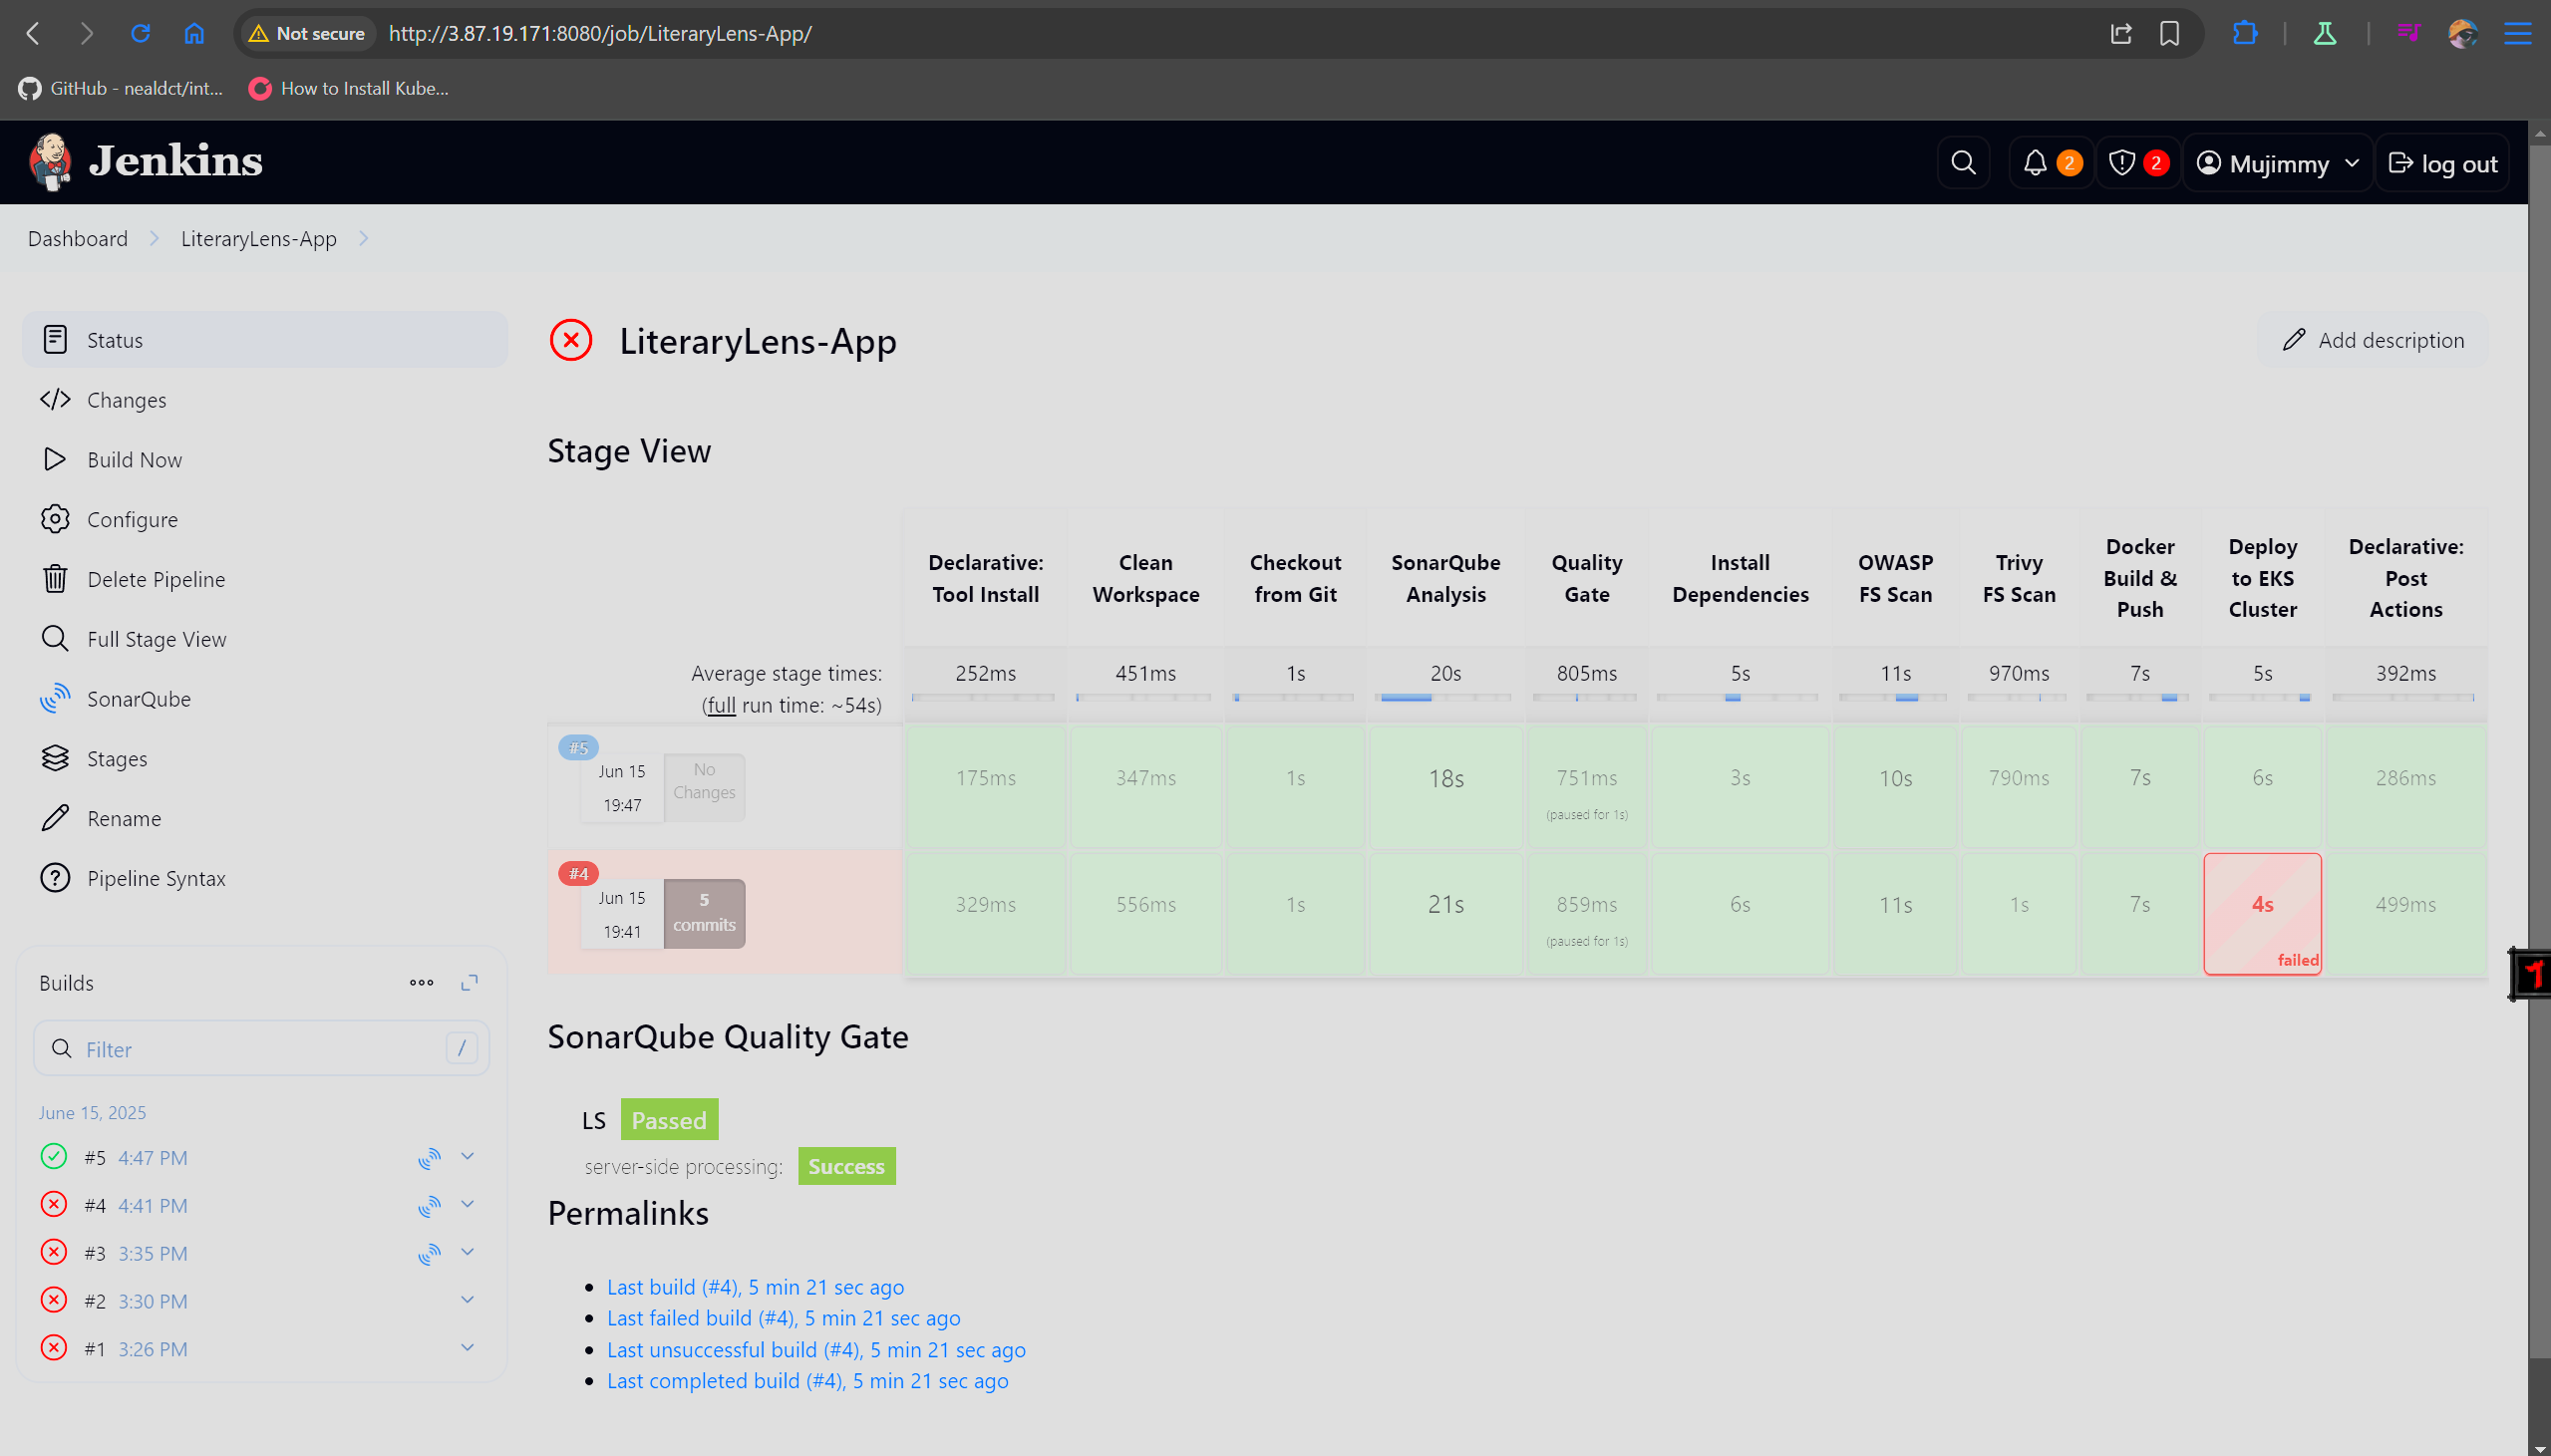 Not secure http://3.87.19.171:8080/job/LiteraryLens-App/
GitHub - nealdct/int... How to Install Kube...
Jenkins 2 2 Mujimmy log out
Dashboard LiteraryLens-App
Status
Changes
Build Now
Configure
Delete Pipeline
Full Stage View
SonarQube
Stages
Rename
Pipeline Syntax
Builds
Filter /
June 15, 2025
#5 4:47 PM
#4 4:41 PM
#3 3:35 PM
#2 3:30 PM
#1 3:26 PM
LiteraryLens-App
Add description
Stage View
Declarative: Tool Install
Clean Workspace
Checkout from Git
SonarQube Analysis
Quality Gate
Install Dependencies
OWASP FS Scan
Trivy FS Scan
Docker Build & Push
Deploy to EKS Cluster
Declarative: Post Actions
Average stage times:
(full run time: ~54s)
252ms 451ms 1s 20s 805ms 5s 11s 970ms 7s 5s 392ms
#5
Jun 15
19:47
No
Changes
175ms 347ms 1s 18s 751ms 3s 10s 790ms 7s 6s 286ms
(paused for 1s)
#4
Jun 15
19:41
5
commits
329ms 556ms 1s 21s 859ms 6s 11s 1s 7s 4s 499ms
(paused for 1s)
failed
SonarQube Quality Gate
LS Passed
server-side processing: Success
Permalinks
Last build (#4), 5 min 21 sec ago
Last failed build (#4), 5 min 21 sec ago
Last unsuccessful build (#4), 5 min 21 sec ago
Last completed build (#4), 5 min 21 sec ago